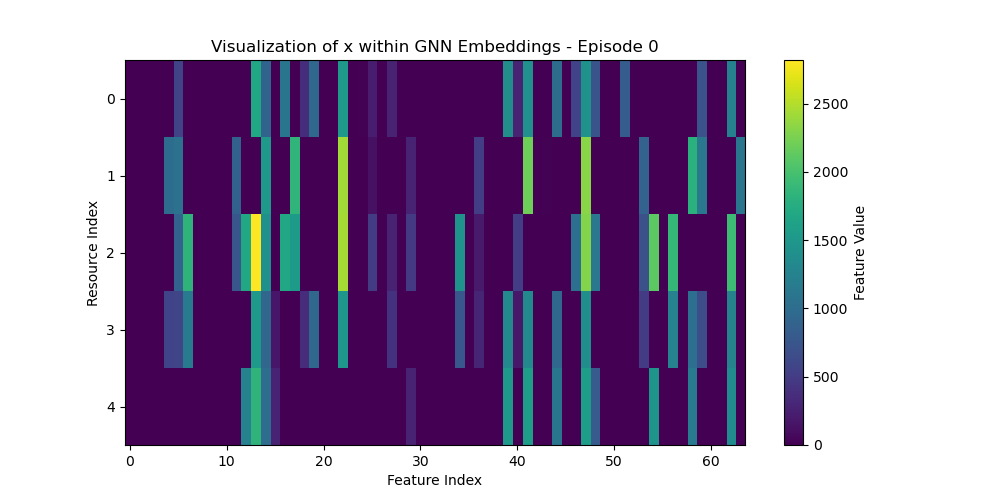 Visualization of x within GNN Embeddings - Episode 0
Resource Index
0
1
2
3
4
0 10 20 30 40 50 60
Feature Index
2500
2000
1500
1000
500
0
Feature Value